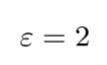 ε = 2